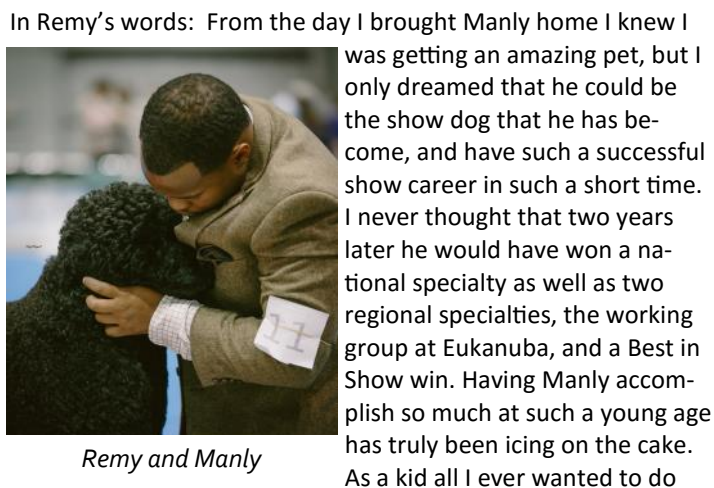 In Remy's words:  From the day I brought Manly home I knew I
was getting an amazing pet, but I
only dreamed that he could be
the show dog that he has be-
come, and have such a successful
show career in such a short time.
I never thought that two years
later he would have won a na-
tional specialty as well as two
regional specialties, the working
group at Eukanuba, and a Best in
Show win. Having Manly accom-
plish so much at such a young age
has truly been icing on the cake.
As a kid all I ever wanted to do
11
Remy and Manly